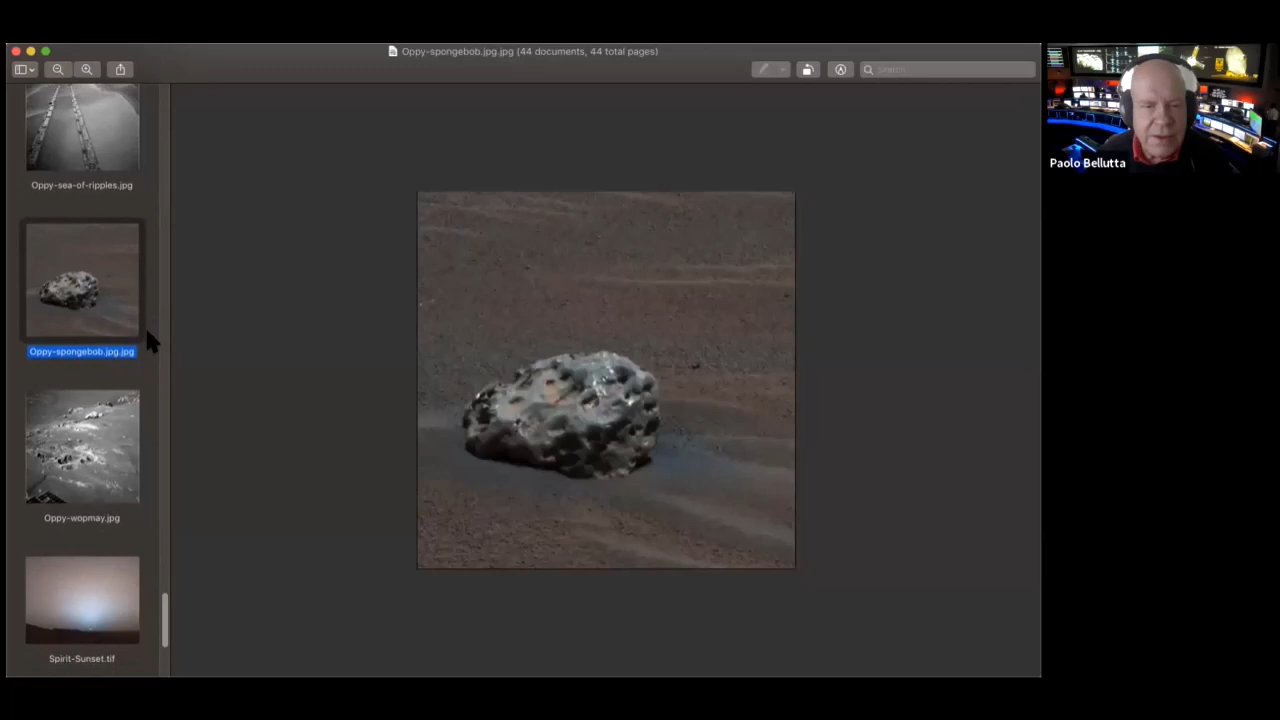 Oppy-spongebob.jpg.jpg (44 documents, 44 total pages)
Search
Oppy-sea-of-ripples.jpg
Oppy-spongebob.jpg.jpg
Oppy-wopmay.jpg
Spirit-Sunset.tif
Paolo Bellutta